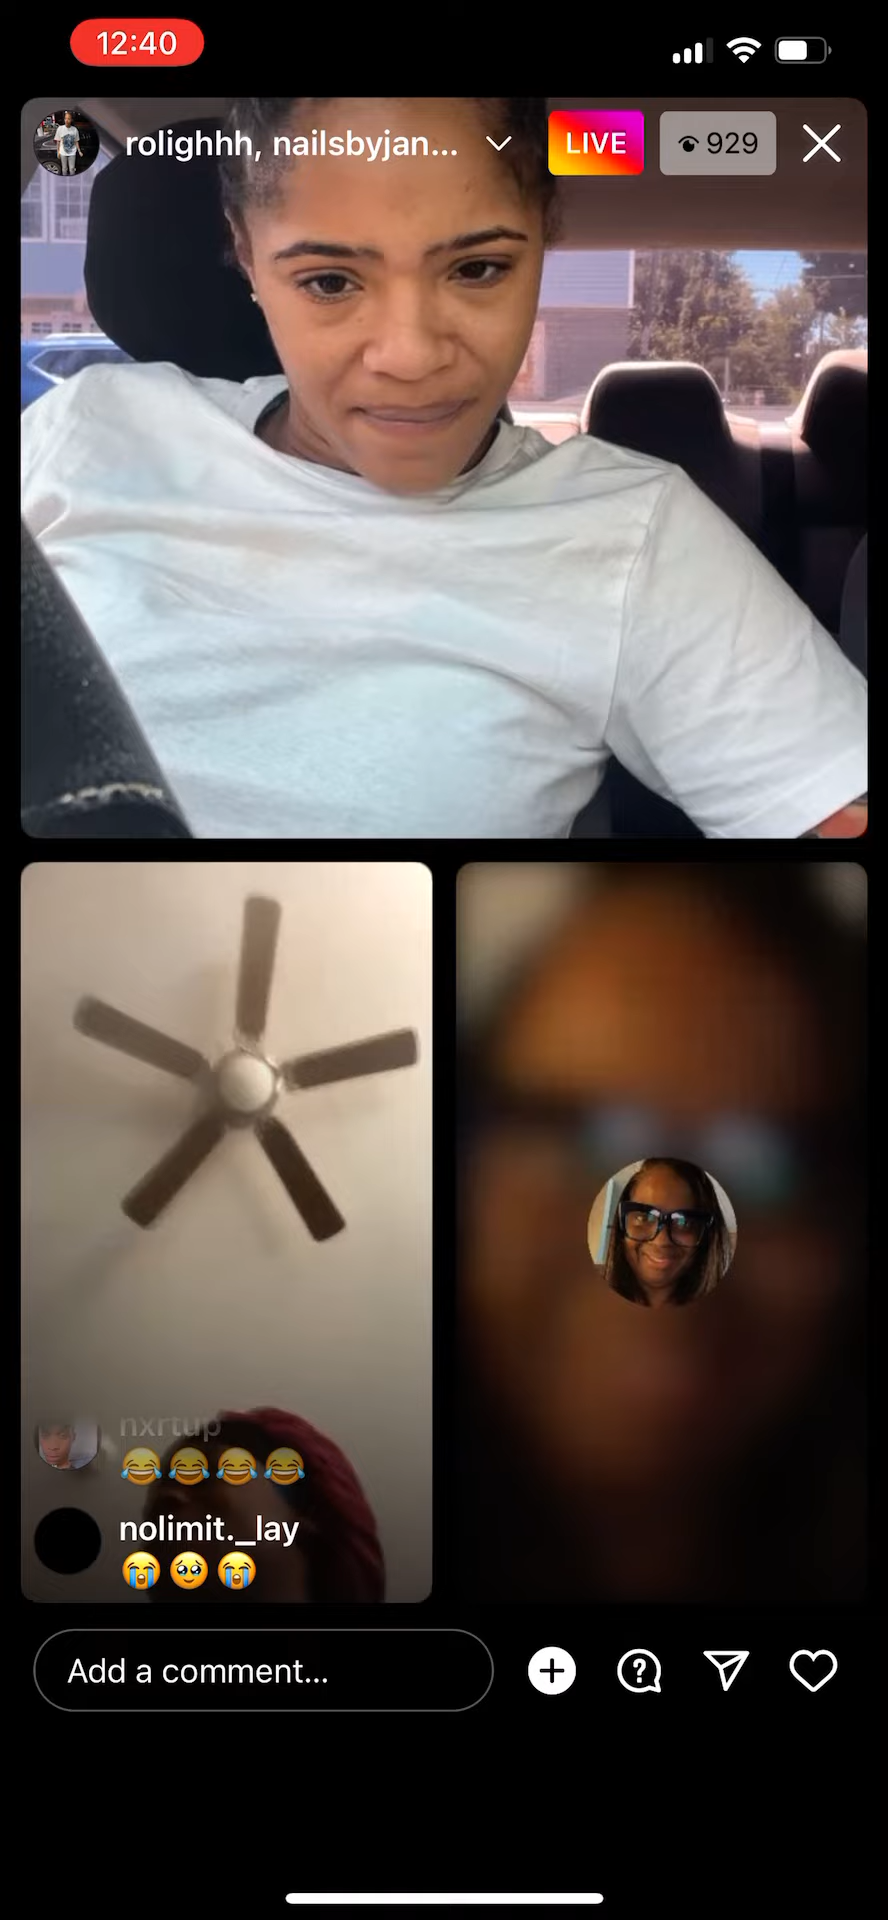 12:40
rolighhh, nailsbyjan...
LIVE
929
nxrtup
😂😂😂😂
nolimit._lay
😭🥹😭
Add a comment...